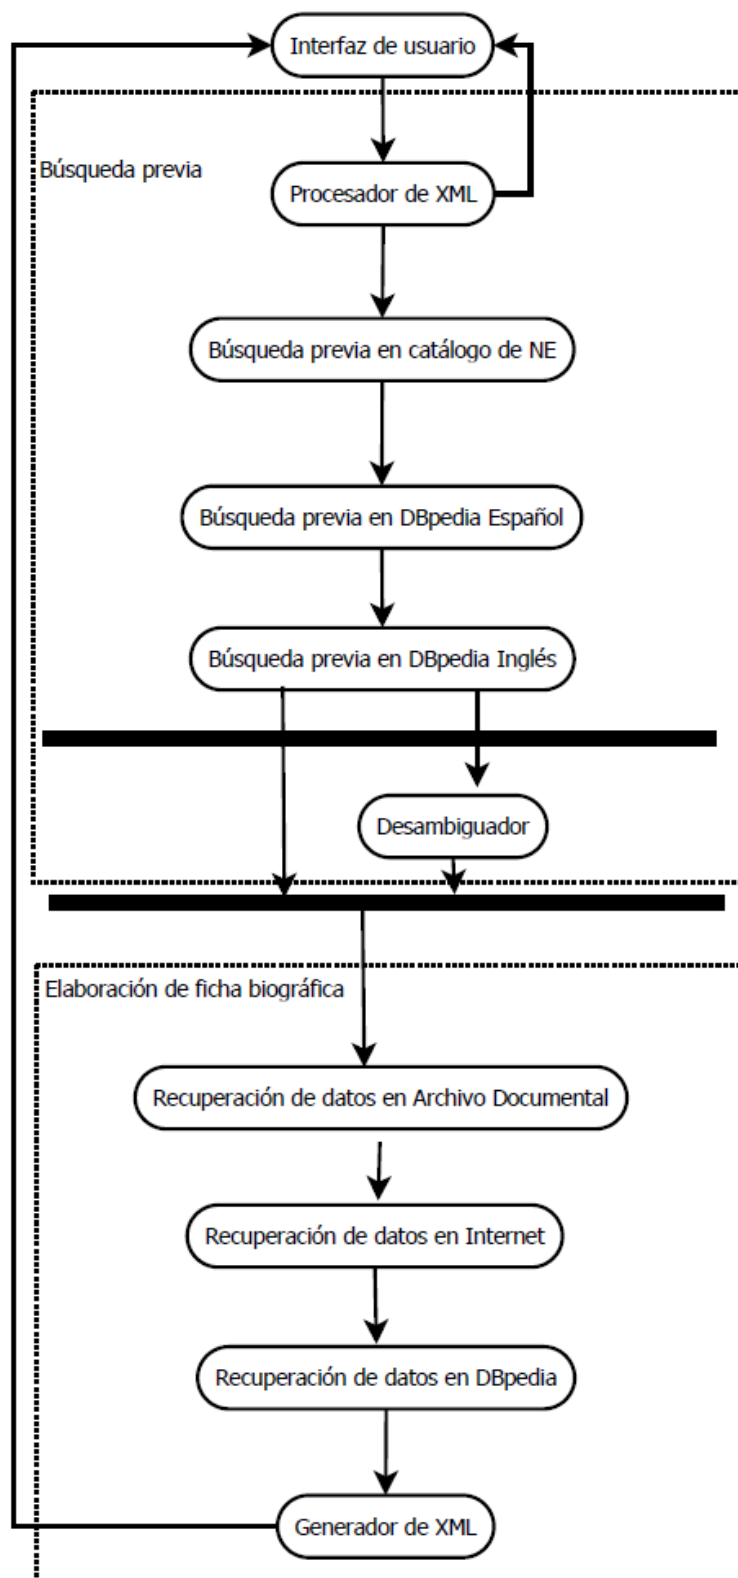 Interfaz de usuario
Búsqueda previa
Procesador de XML
Búsqueda previa en catálogo de NE
Búsqueda previa en DBpedia Español
Búsqueda previa en DBpedia Inglés
Desambiguador
Elaboración de ficha biográfica
Recuperación de datos en Archivo Documental
Recuperación de datos en Internet
Recuperación de datos en DBpedia
Generador de XML